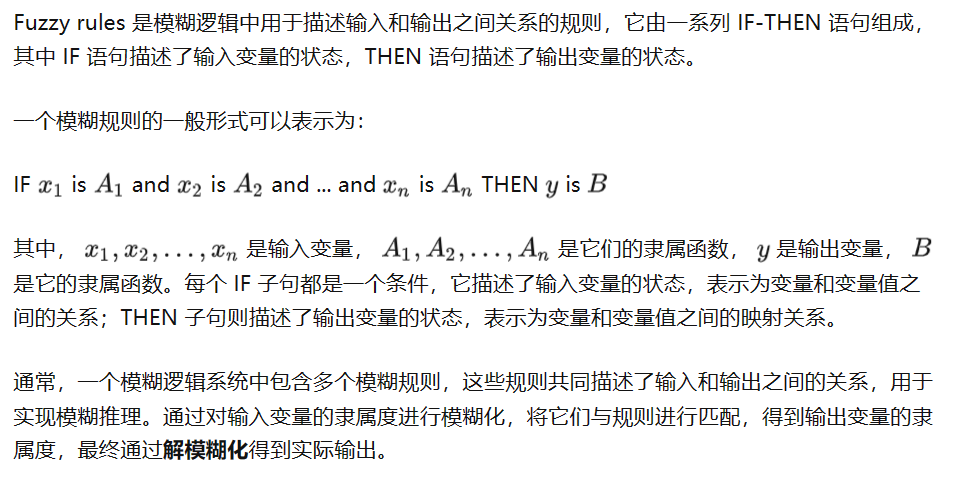 Fuzzy rules 是模糊逻辑中用于描述输入和输出之间关系的规则，它由一系列 IF-THEN 语句组成，
其中 IF 语句描述了输入变量的状态，THEN 语句描述了输出变量的状态。
一个模糊规则的一般形式可以表示为：
IF x₁ is A₁ and x₂ is A₂ and ... and xₙ is Aₙ THEN y is B
其中， x₁, x₂, . . . , xₙ 是输入变量， A₁, A₂, . . . , Aₙ 是它们的隶属函数， y 是输出变量， B
是它的隶属函数。每个 IF 子句都是一个条件，它描述了输入变量的状态，表示为变量和变量值之
间的关系；THEN 子句则描述了输出变量的状态，表示为变量和变量值之间的映射关系。
通常，一个模糊逻辑系统中包含多个模糊规则，这些规则共同描述了输入和输出之间的关系，用于
实现模糊推理。通过对输入变量的隶属度进行模糊化，将它们与规则进行匹配，得到输出变量的隶
属度，最终通过解模糊化得到实际输出。